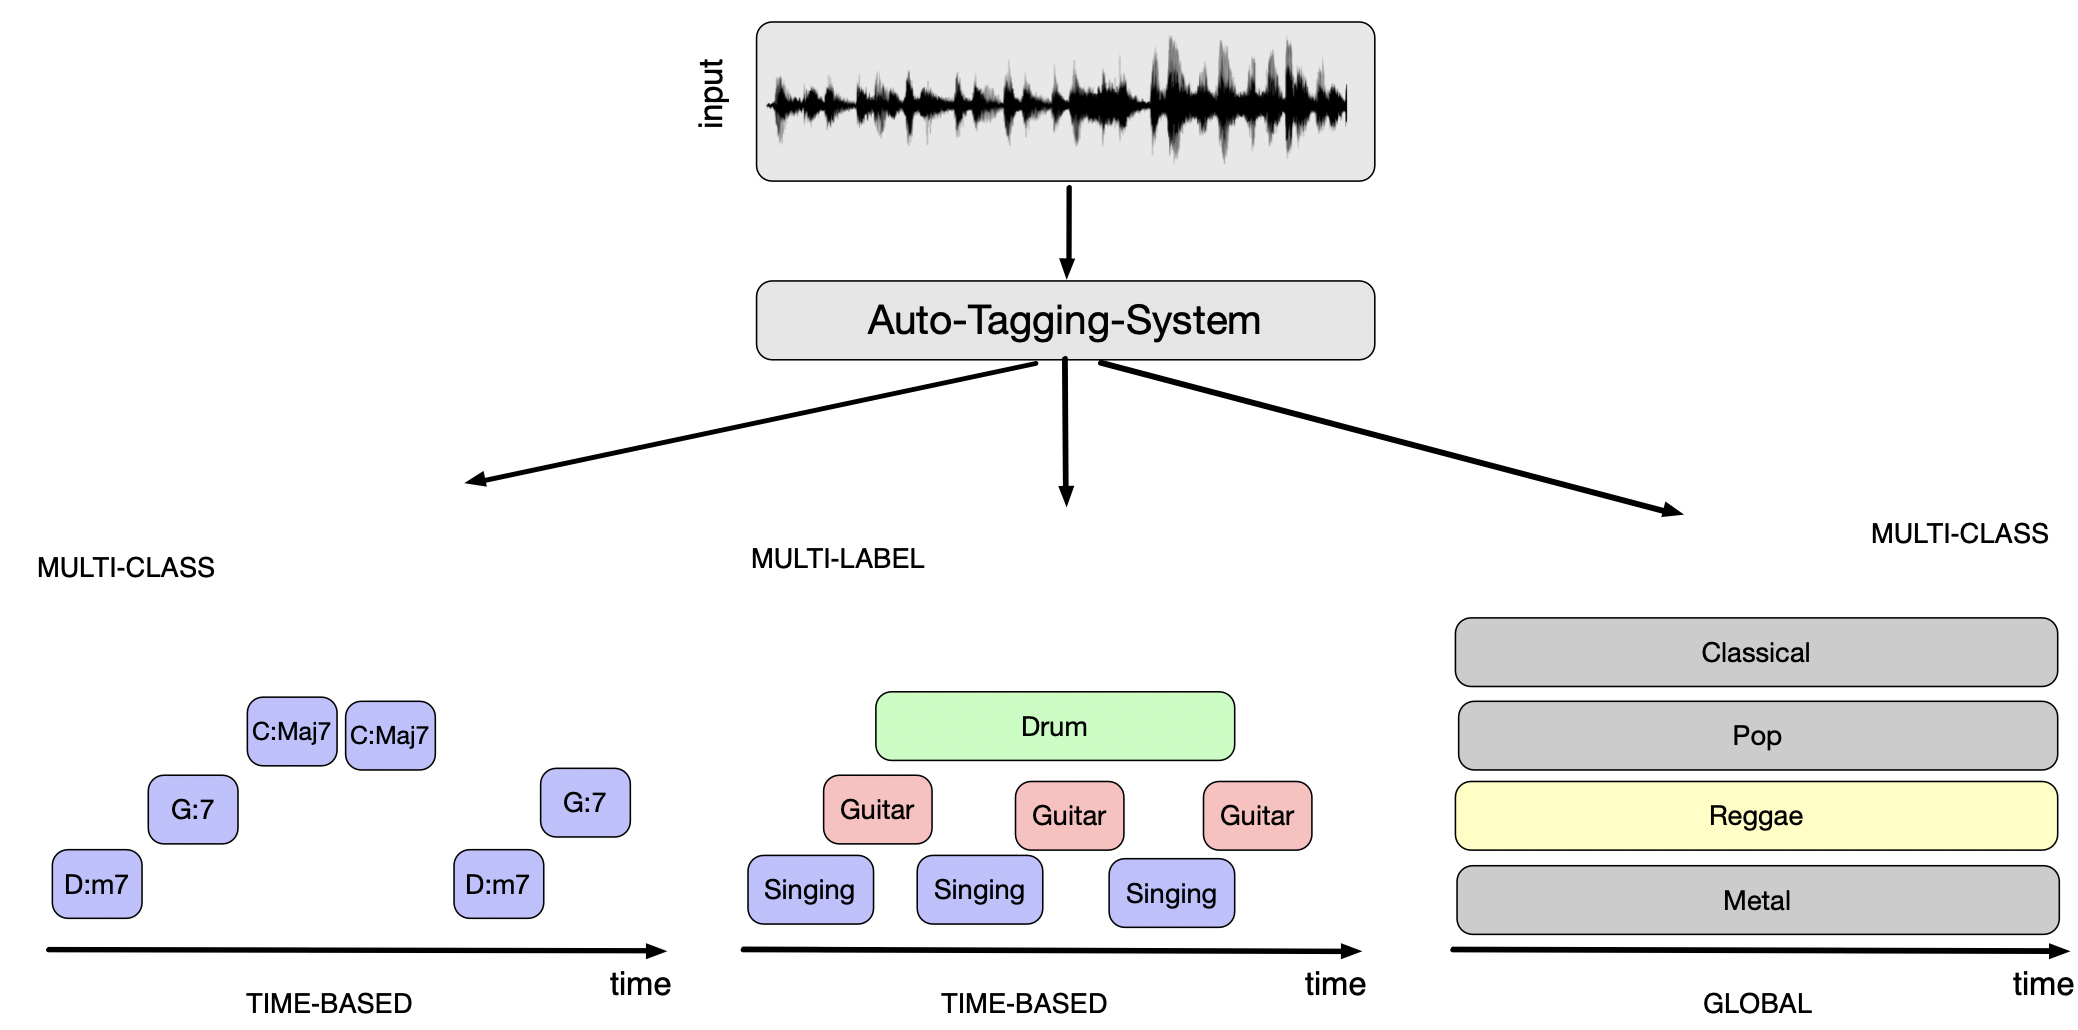 input
Auto-Tagging-System
MULTI-CLASS
C:Maj7 C:Maj7
G:7 G:7
D:m7 D:m7
time
TIME-BASED
MULTI-LABEL
Drum
Guitar Guitar Guitar
Singing Singing Singing
time
TIME-BASED
MULTI-CLASS
Classical
Pop
Reggae
Metal
time
GLOBAL